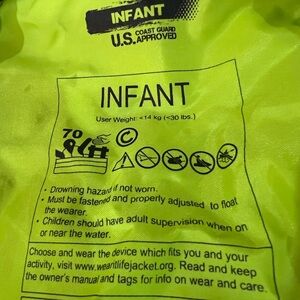 INFANT
U.S. COAST GUARD
APPROVED
INFANT
User Weight: <14 kg (<30 lbs.)
70
C
• Drowning hazard if not worn.
• Must be fastened and properly adjusted to float
the wearer.
• Children should have adult supervision when on
or near the water.
Choose and wear the device which fits you and your
activity, visit www.wearitlifejacket.org. Read and keep
the owner's manual and tags for info on wear and care.